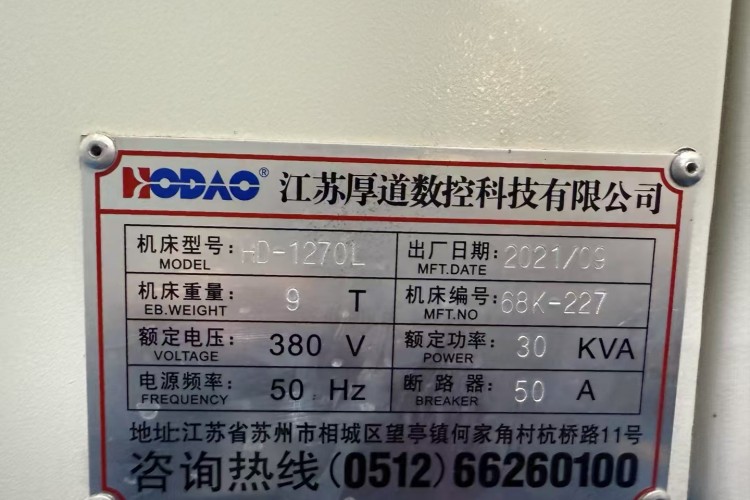 HODAO® 江苏厚道数控科技有限公司
机床型号: MODEL HD-1270L 出厂日期: MFT.DATE 2021/09
机床重量: EB.WEIGHT 9 T 机床编号: MFT.NO 68K-227
额定电压: VOLTAGE 380 V 额定功率: POWER 30 KVA
电源频率: FREQUENCY 50 Hz 断路器: BREAKER 50 A
地址:江苏省苏州市相城区望亭镇何家角村杭桥路11号
咨询热线(0512)66260100